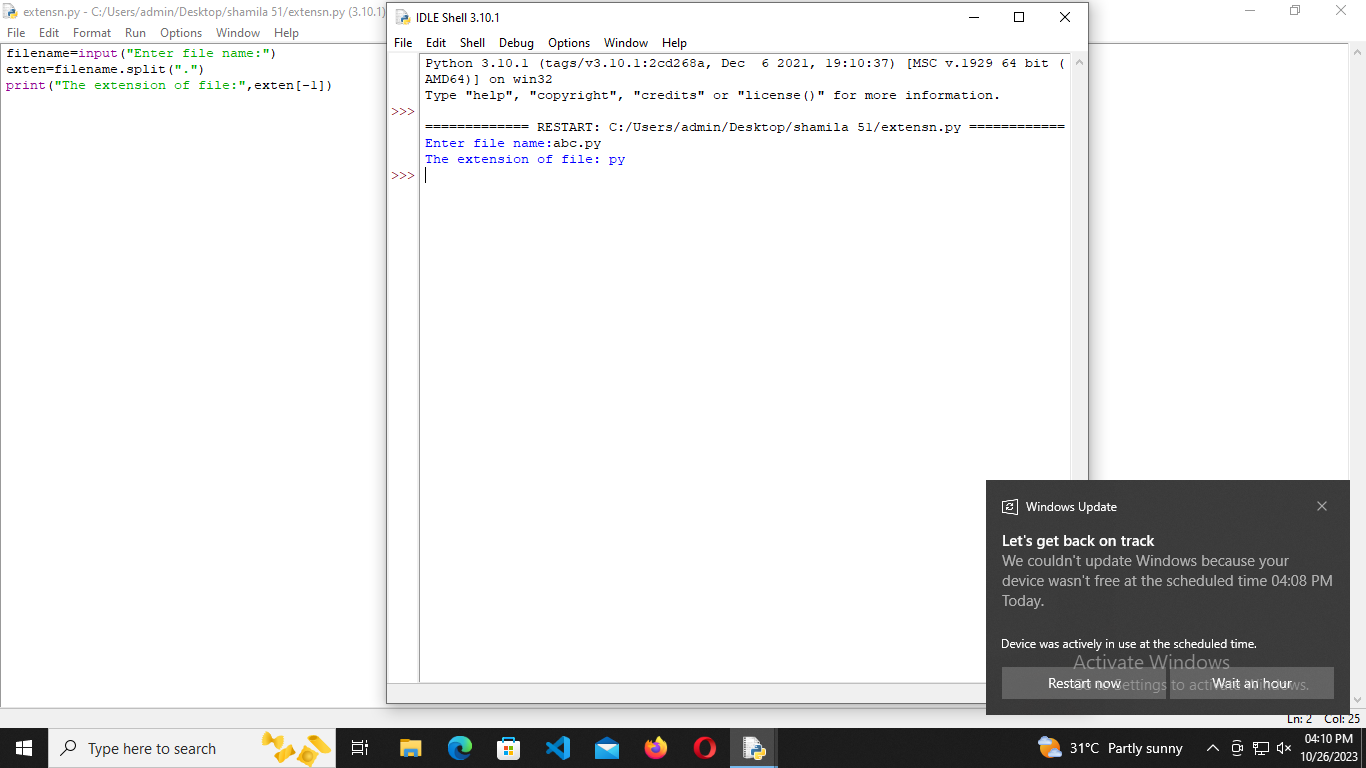 extensn.py - C:/Users/admin/Desktop/shamila 51/extensn.py (3.10.1)
File Edit Format Run Options Window Help
filename=input("Enter file name:")
exten=filename.split(".")
print("The extension of file:",exten[-1])
IDLE Shell 3.10.1
File Edit Shell Debug Options Window Help
Python 3.10.1 (tags/v3.10.1:2cd268a, Dec  6 2021, 19:10:37) [MSC v.1929 64 bit (
AMD64)] on win32
Type "help", "copyright", "credits" or "license()" for more information.
>>>
============= RESTART: C:/Users/admin/Desktop/shamila 51/extensn.py ============
Enter file name:abc.py
The extension of file: py
>>>
Windows Update
Let's get back on track
We couldn't update Windows because your
device wasn't free at the scheduled time 04:08 PM
Today.
Device was actively in use at the scheduled time.
Activate Windows
Go to Settings to activate Windows.
Restart now Wait an hour
Ln: 2 Col: 25
Type here to search
31°C Partly sunny
04:10 PM
10/26/2023